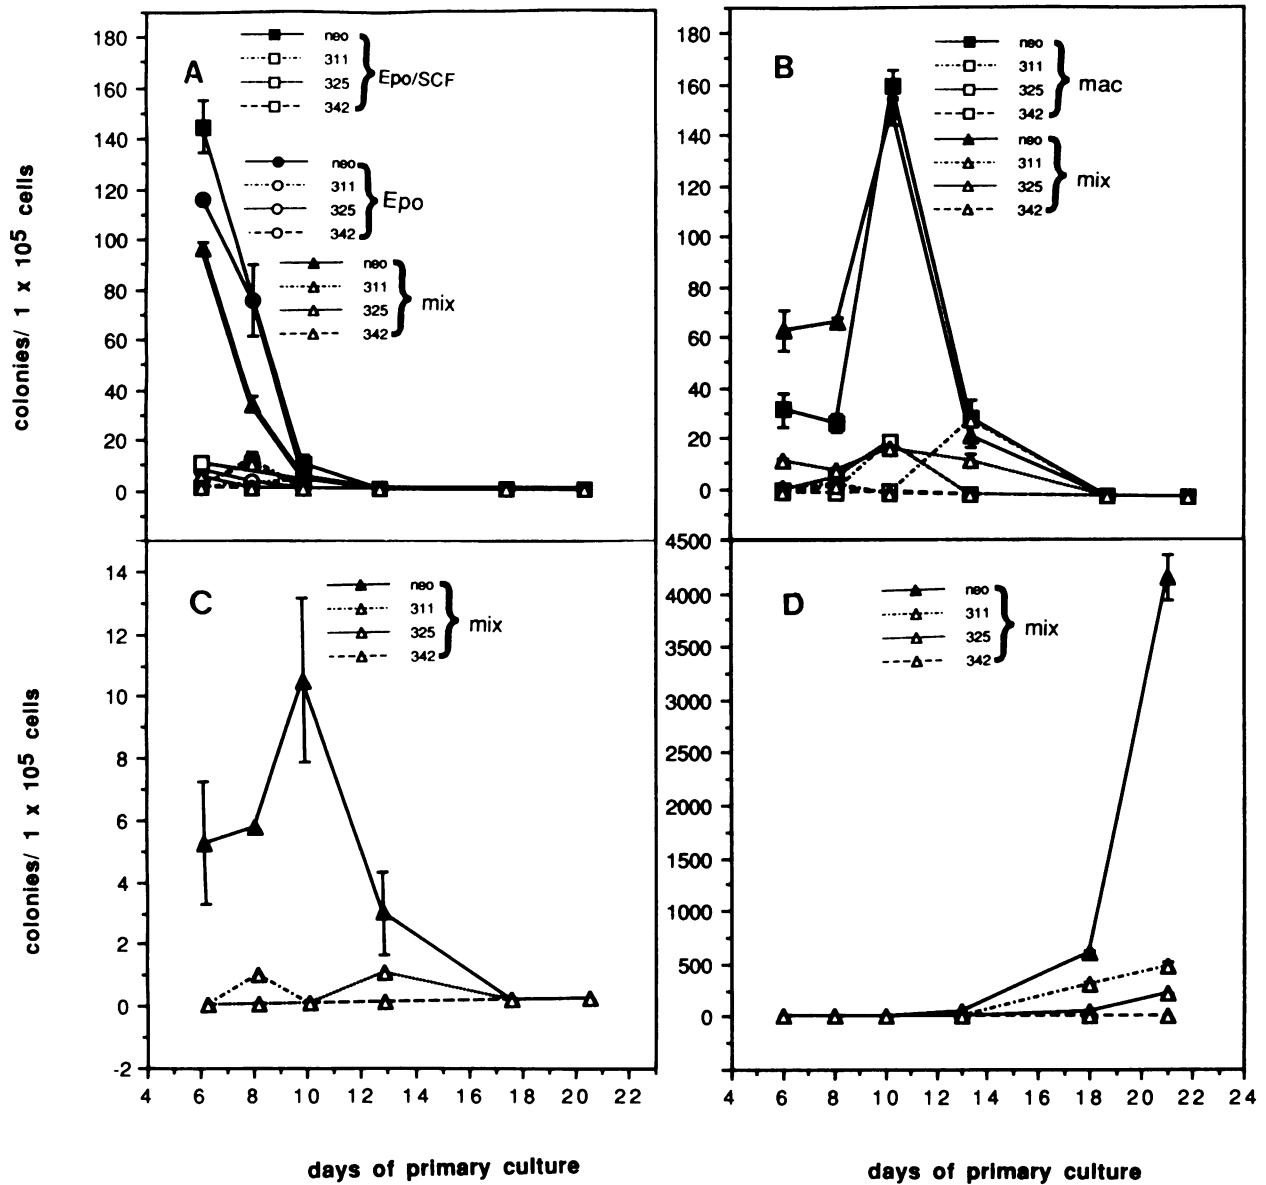 A
neo
311
325
342
Epo/SCF
neo
311
325
342
Epo
neo
311
325
342
mix
180
160
140
120
100
80
60
40
20
0
colonies/ 1 x 10⁵ cells
B
neo
311
325
342
mac
neo
311
325
342
mix
180
160
140
120
100
80
60
40
20
0
C
neo
311
325
342
mix
14
12
10
8
6
4
2
0
-2
colonies/ 1 x 10⁵ cells
4 6 8 10 12 14 16 18 20 22
days of primary culture
D
neo
311
325
342
mix
4500
4000
3500
3000
2500
2000
1500
1000
500
0
4 6 8 10 12 14 16 18 20 22 24
days of primary culture